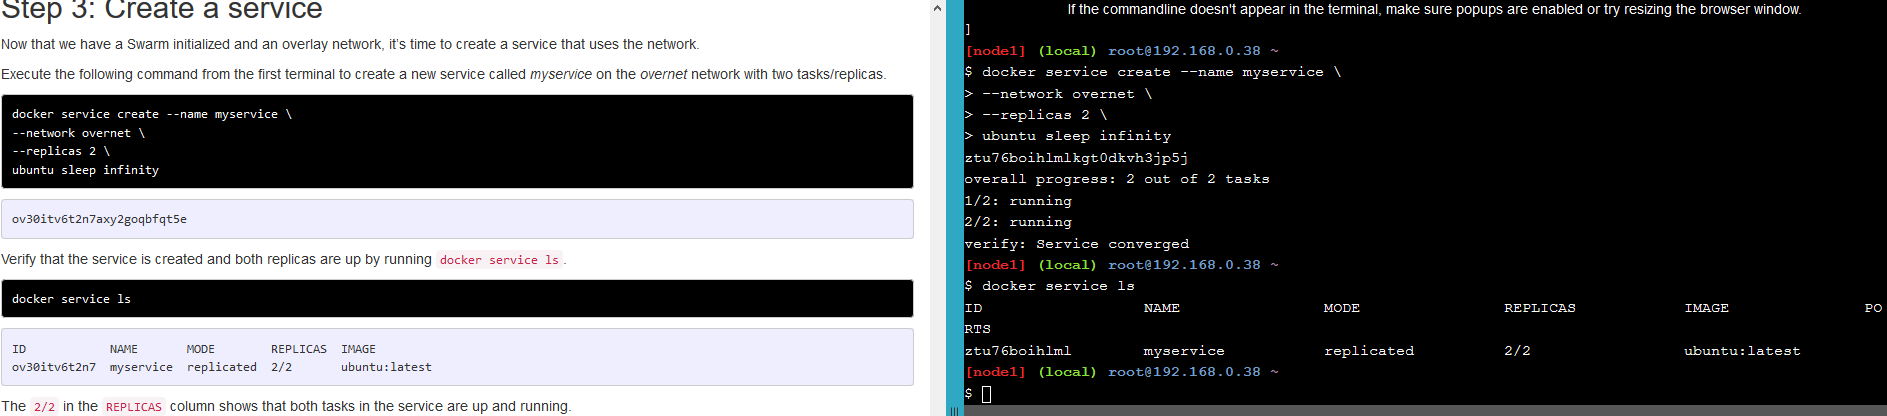 Step 3: Create a service
Now that we have a Swarm initialized and an overlay network, it's time to create a service that uses the network.
Execute the following command from the first terminal to create a new service called myservice on the overnet network with two tasks/replicas.
docker service create --name myservice \
--network overnet \
--replicas 2 \
ubuntu sleep infinity
ov30itv6t2n7axy2goqbfqt5e
Verify that the service is created and both replicas are up by running docker service ls.
docker service ls
ID NAME MODE REPLICAS IMAGE
ov30itv6t2n7 myservice replicated 2/2 ubuntu:latest
The 2/2 in the REPLICAS column shows that both tasks in the service are up and running.
If the commandline doesn't appear in the terminal, make sure popups are enabled or try resizing the browser window.
]
[node1] (local) root@192.168.0.38 ~
$ docker service create --name myservice \
> --network overnet \
> --replicas 2 \
> ubuntu sleep infinity
ztu76boihlmlkgt0dkvh3jp5j
overall progress: 2 out of 2 tasks
1/2: running
2/2: running
verify: Service converged
[node1] (local) root@192.168.0.38 ~
$ docker service ls
ID NAME MODE REPLICAS IMAGE PO
RTS
ztu76boihlml myservice replicated 2/2 ubuntu:latest
[node1] (local) root@192.168.0.38 ~
$